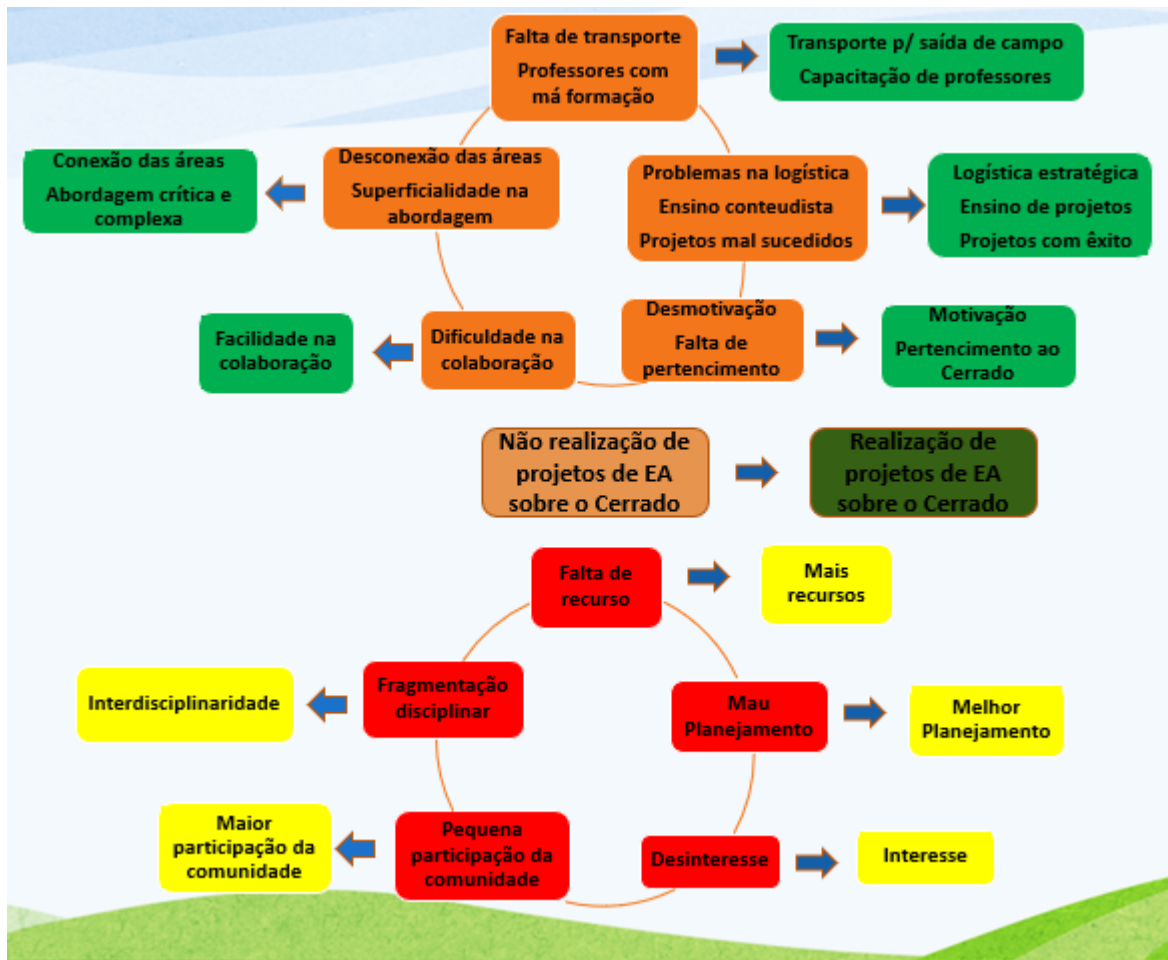 Falta de transporte
Professores com
má formação
Transporte p/ saída de campo
Capacitação de professores
Conexão das áreas
Abordagem crítica e
complexa
Desconexão das áreas
Superficialidade na
abordagem
Problemas na logística
Ensino conteudista
Projetos mal sucedidos
Logística estratégica
Ensino de projetos
Projetos com êxito
Facilidade na
colaboração
Dificuldade na
colaboração
Desmotivação
Falta de
pertencimento
Motivação
Pertencimento ao
Cerrado
Não realização de
projetos de EA
sobre o Cerrado
Realização de
projetos de EA
sobre o Cerrado
Falta de
recurso
Mais
recursos
Interdisciplinaridade
Fragmentação
disciplinar
Mau
Planejamento
Melhor
Planejamento
Maior
participação da
comunidade
Pequena
participação da
comunidade
Desinteresse
Interesse